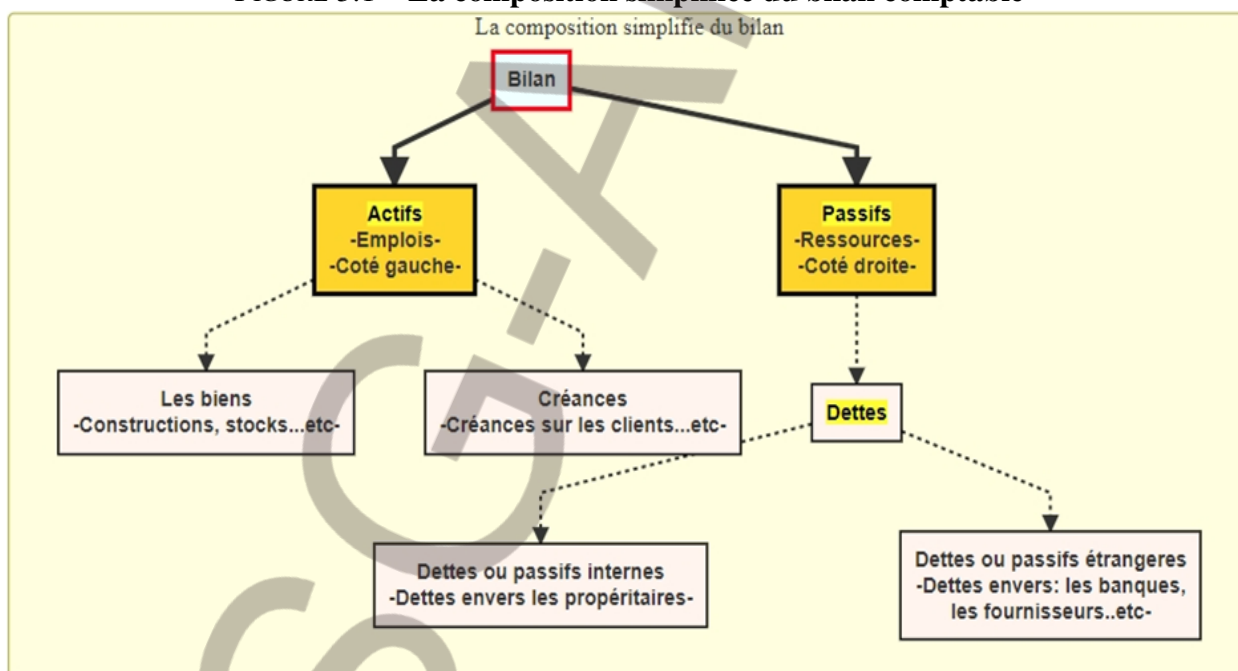 La composition simplifie du bilan
Bilan
Actifs
-Emplois-
-Coté gauche-
Passifs
-Ressources-
-Coté droite-
Les biens
-Constructions, stocks...etc-
Créances
-Créances sur les clients...etc-
Dettes
Dettes ou passifs internes
-Dettes envers les propéritaires-
Dettes ou passifs étrangeres
-Dettes envers: les banques,
les fournisseurs..etc-